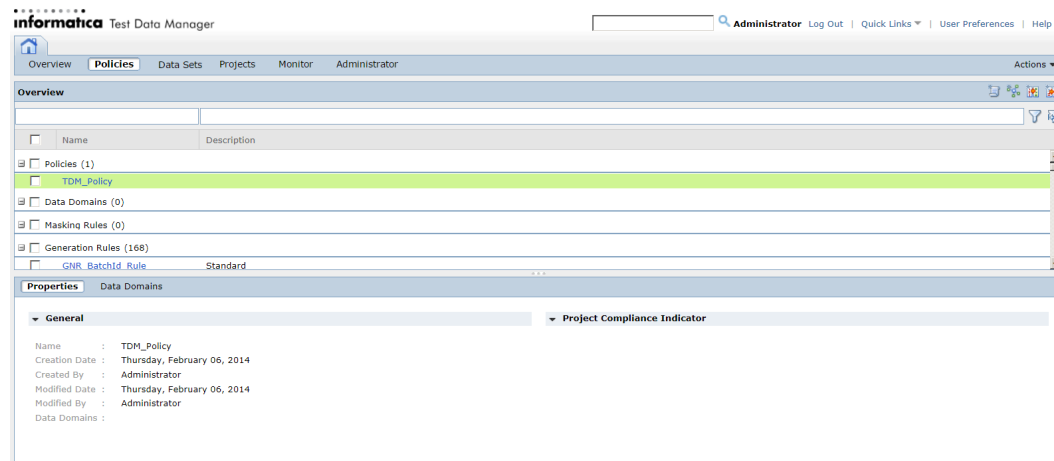 informatica Test Data Manager
Administrator Log Out | Quick Links | User Preferences | Help
Overview Policies Data Sets Projects Monitor Administrator Actions
Overview
Name Description
Policies (1)
TDM_Policy
Data Domains (0)
Masking Rules (0)
Generation Rules (168)
GNR_BatchId_Rule Standard
Properties Data Domains
General Project Compliance Indicator
Name : TDM_Policy
Creation Date : Thursday, February 06, 2014
Created By : Administrator
Modified Date : Thursday, February 06, 2014
Modified By : Administrator
Data Domains :